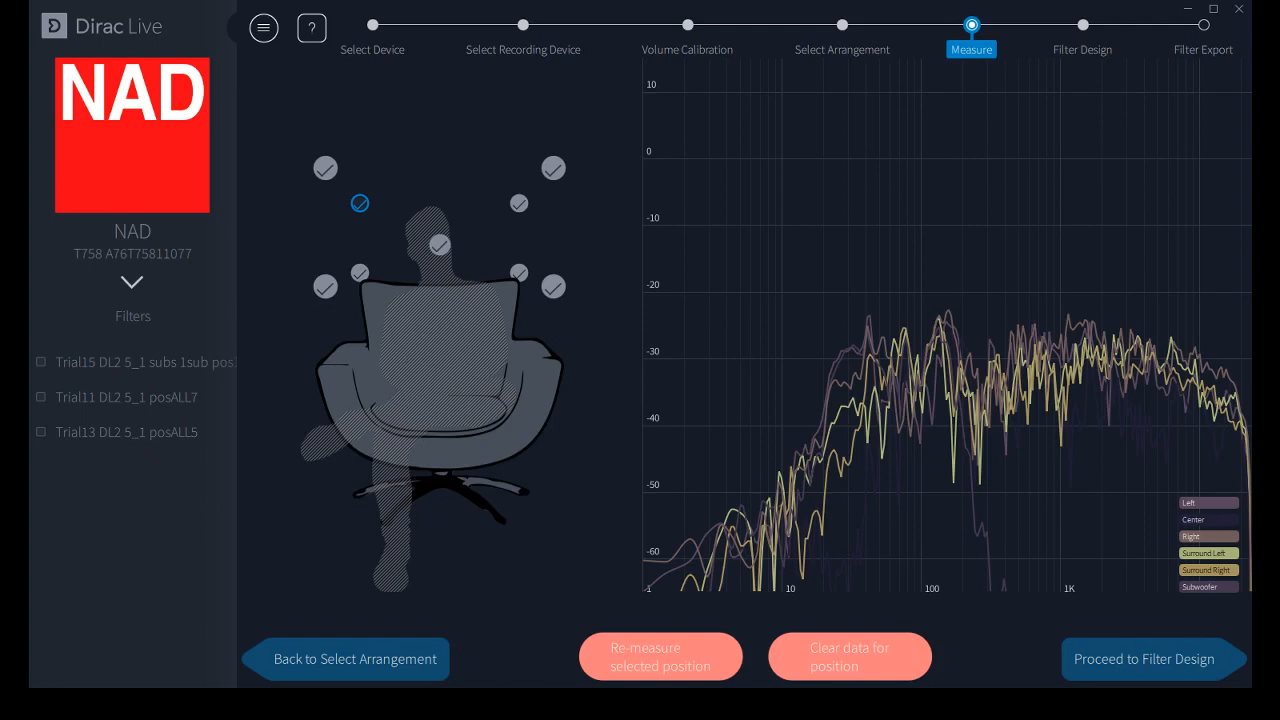 Dirac Live
?
Select Device
Select Recording Device
Volume Calibration
Select Arrangement
Measure
Filter Design
Filter Export
NAD
NAD
T758 A76T75811077
Filters
Trial15 DL2 5_1 subs 1sub pos
Trial11 DL2 5_1 posALL7
Trial13 DL2 5_1 posALL5
10
0
-10
-20
-30
-40
-50
-60
-1
10
100
1K
Left
Center
Right
Surround Left
Surround Right
Subwoofer
Back to Select Arrangement
Re-measure
selected position
Clear data for
position
Proceed to Filter Design